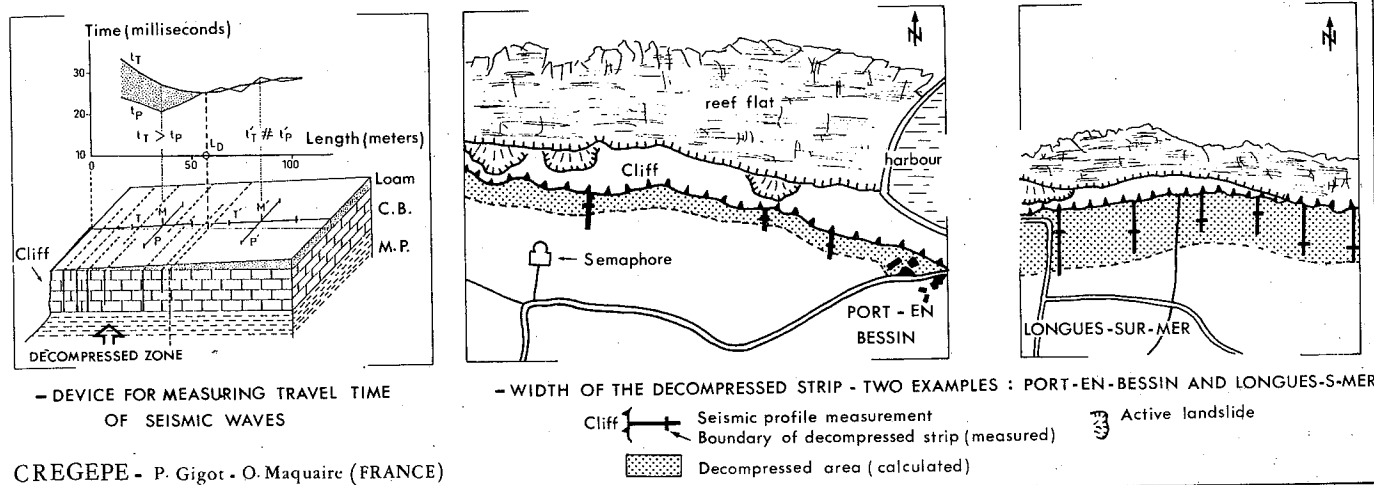 Time (milliseconds)
tT
30
20
tP
tT > tP
t'T # t'P
Length (meters)
tD
10
0
50
100
Loam
C.B.
M.P.
T
M
P
T
M
P
Cliff
DECOMPRESSED ZONE
– DEVICE FOR MEASURING TRAVEL TIME
OF SEISMIC WAVES
CREGEPE - P. Gigot - O. Maquaire (FRANCE)
N
reef flat
harbour
Cliff
Semaphore
PORT - EN
BESSIN
N
LONGUES-SUR-MER
– WIDTH OF THE DECOMPRESSED STRIP - TWO EXAMPLES : PORT-EN-BESSIN AND LONGUES-S-MER
Cliff
Seismic profile measurement
Boundary of decompressed strip (measured)
Active landslide
Decompressed area (calculated)